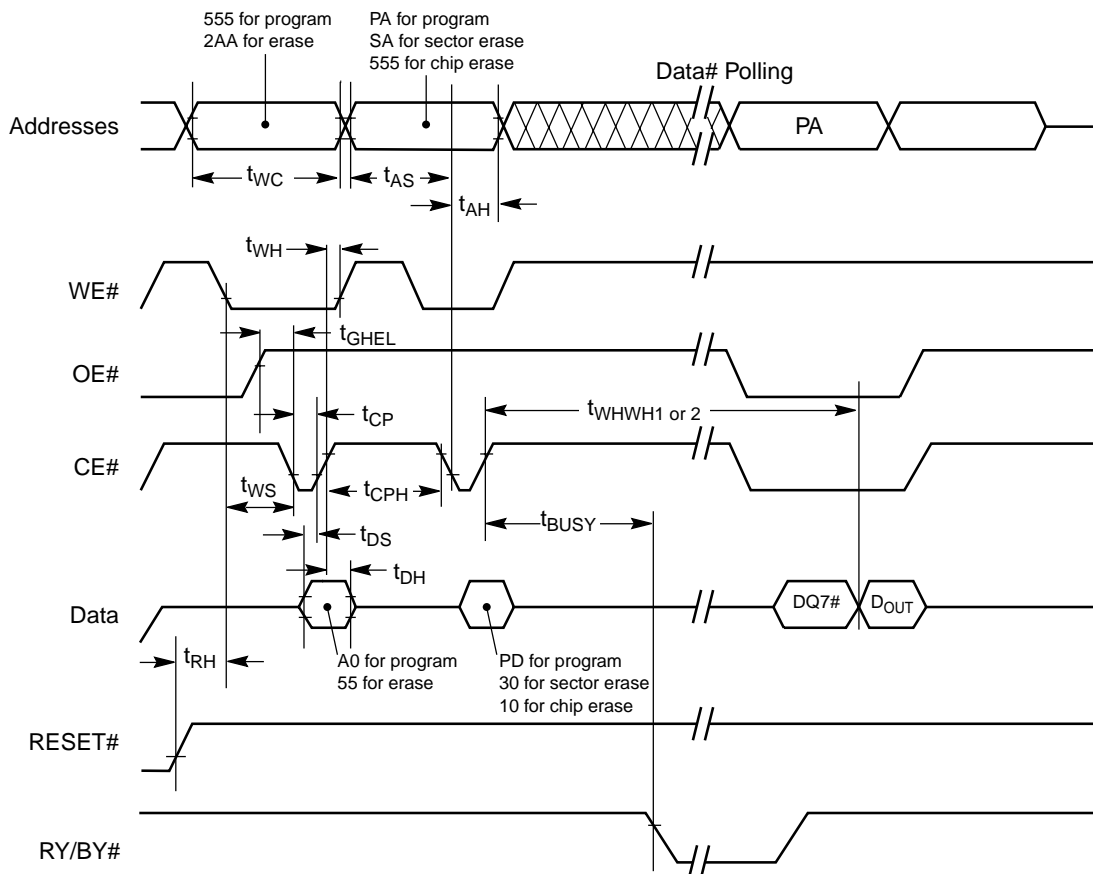 555 for program
2AA for erase
PA for program
SA for sector erase
555 for chip erase
Data# Polling
Addresses
PA
tWC
tAS
tAH
tWH
WE#
tGHEL
OE#
tWHWH1 or 2
tCP
CE#
tWS
tCPH
tBUSY
tDS
tDH
Data
DQ7#
DOUT
tRH
A0 for program
55 for erase
PD for program
30 for sector erase
10 for chip erase
RESET#
RY/BY#